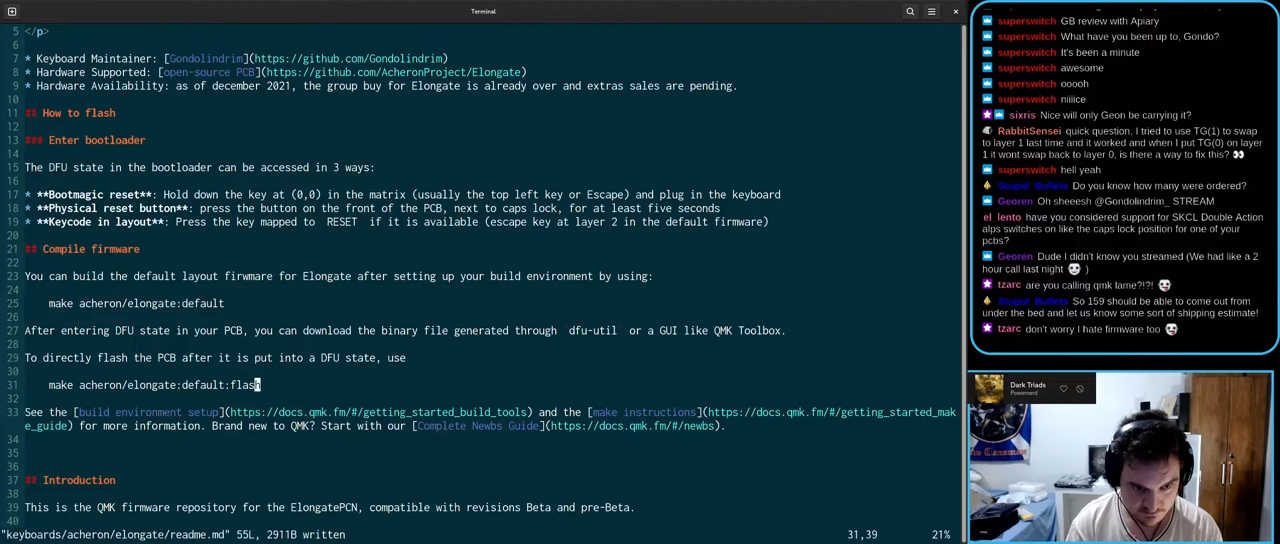 Terminal
5 </p>
6
7 * Keyboard Maintainer: [Gondolindrim](https://github.com/Gondolindrim)
8 * Hardware Supported: [open-source PCB](https://github.com/AcheronProject/Elongate)
9 * Hardware Availability: as of december 2021, the group buy for Elongate is already over and extras sales are pending.
10
11 ## How to flash
12
13 ### Enter bootloader
14
15 The DFU state in the bootloader can be accessed in 3 ways:
16
17 * **Bootmagic reset**: Hold down the key at (0,0) in the matrix (usually the top left key or Escape) and plug in the keyboard
18 * **Physical reset button**: press the button on the front of the PCB, next to caps lock, for at least five seconds
19 * **Keycode in layout**: Press the key mapped to RESET if it is available (escape key at layer 2 in the default firmware)
20
21 ## Compile firmware
22
23 You can build the default layout firwmare for Elongate after setting up your build environment by using:
24
25 make acheron/elongate:default
26
27 After entering DFU state in your PCB, you can download the binary file generated through dfu-util or a GUI like QMK Toolbox.
28
29 To directly flash the PCB after it is put into a DFU state, use
30
31 make acheron/elongate:default:flash
32
33 See the [build environment setup](https://docs.qmk.fm/#/getting_started_build_tools) and the [make instructions](https://docs.qmk.fm/#/getting_started_mak
e_guide) for more information. Brand new to QMK? Start with our [Complete Newbs Guide](https://docs.qmk.fm/#/newbs).
34
35
36
37 ## Introduction
38
39 This is the QMK firmware repository for the ElongatePCN, compatible with revisions Beta and pre-Beta.
40
"keyboards/acheron/elongate/readme.md" 55L, 2911B written 31,39 21%
superswitch GB review with Apiary
superswitch What have you been up to, Gondo?
superswitch It's been a minute
superswitch awesome
superswitch ooooh
superswitch niiiice
sixris Nice will only Geon be carrying it?
RabbitSensei quick question, I tried to use TG(1) to swap
to layer 1 last time and it worked and when I put TG(0) on layer
1 it wont swap back to layer 0, is there a way to fix this?
superswitch hell yeah
Stupid_Bullets Do you know how many were ordered?
Georen Oh sheeesh @Gondolindrim_ STREAM
el_lento have you considered support for SKCL Double Action
alps switches on like the caps lock position for one of your
pcbs?
Georen Dude I didn't know you streamed (We had like a 2
hour call last night )
tzarc are you calling qmk lame?!?!
Stupid_Bullets So 159 should be able to come out from
under the bed and let us know some sort of shipping estimate!
tzarc don't worry I hate firmware too
Dark Triads
Powernerd